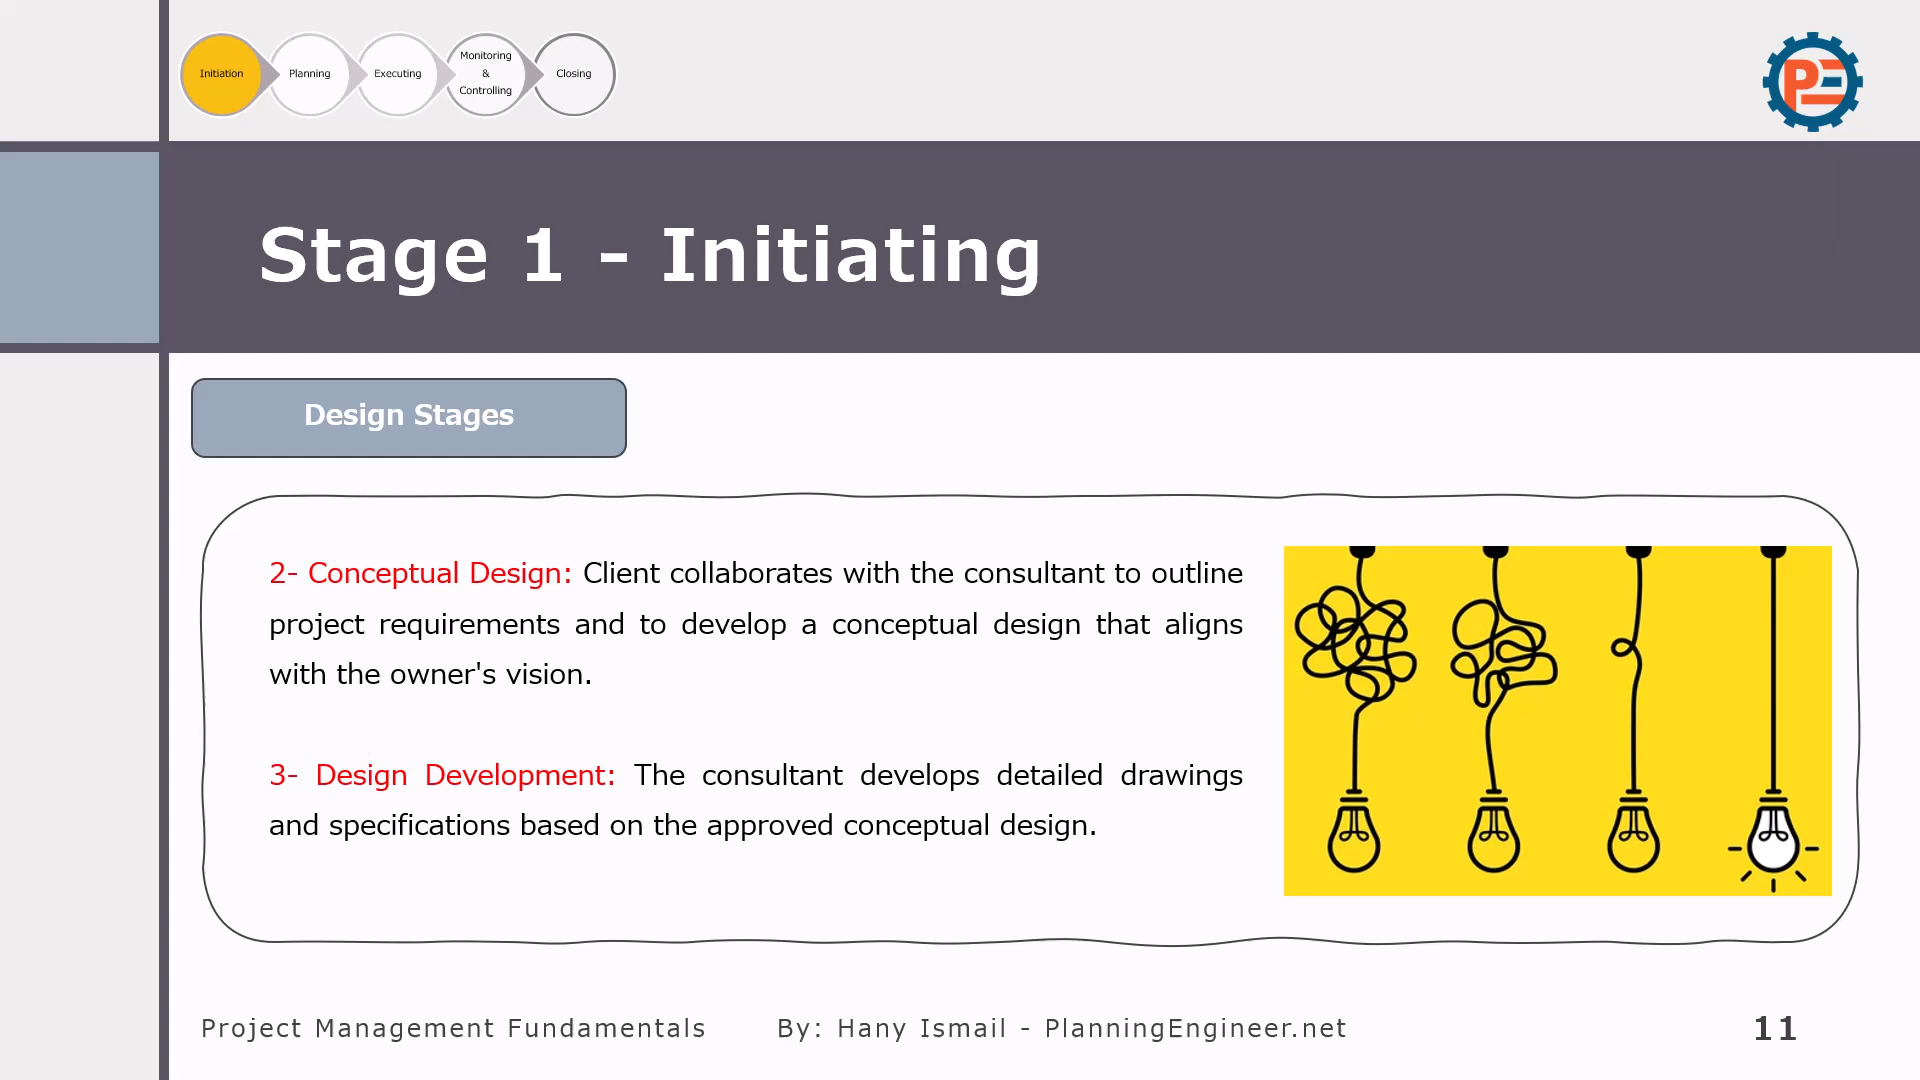 Initiation
Planning
Executing
Monitoring
&
Controlling
Closing
PE
Stage 1 - Initiating
Design Stages
2- Conceptual Design: Client collaborates with the consultant to outline
project requirements and to develop a conceptual design that aligns
with the owner's vision.
3- Design Development: The consultant develops detailed drawings
and specifications based on the approved conceptual design.
Project Management Fundamentals
By: Hany Ismail - PlanningEngineer.net
11